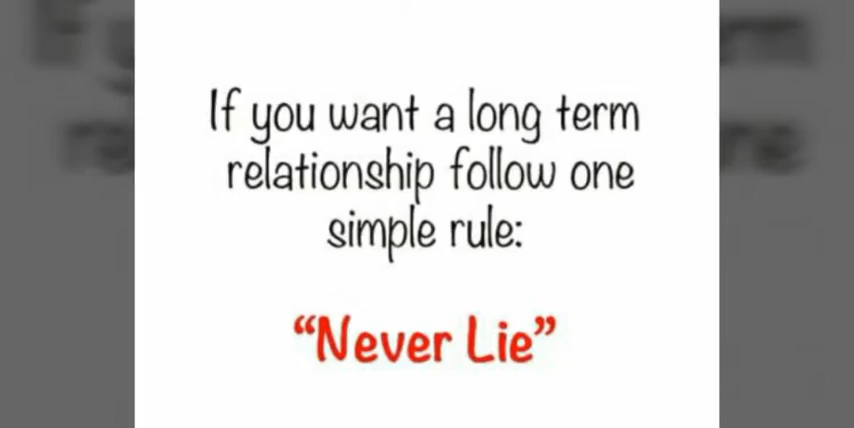 If you want a long term
relationship follow one
simple rule:
“Never Lie”